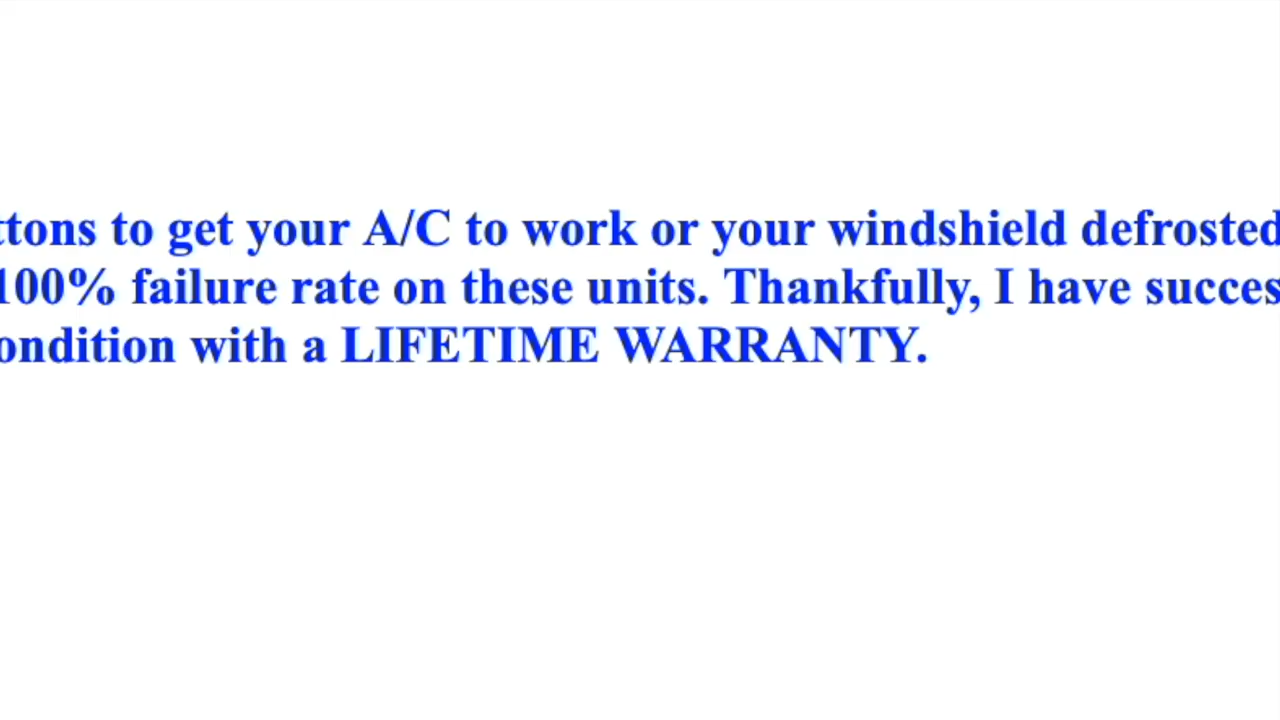 ttons to get your A/C to work or your windshield defrosted
100% failure rate on these units. Thankfully, I have succes
ondition with a LIFETIME WARRANTY.